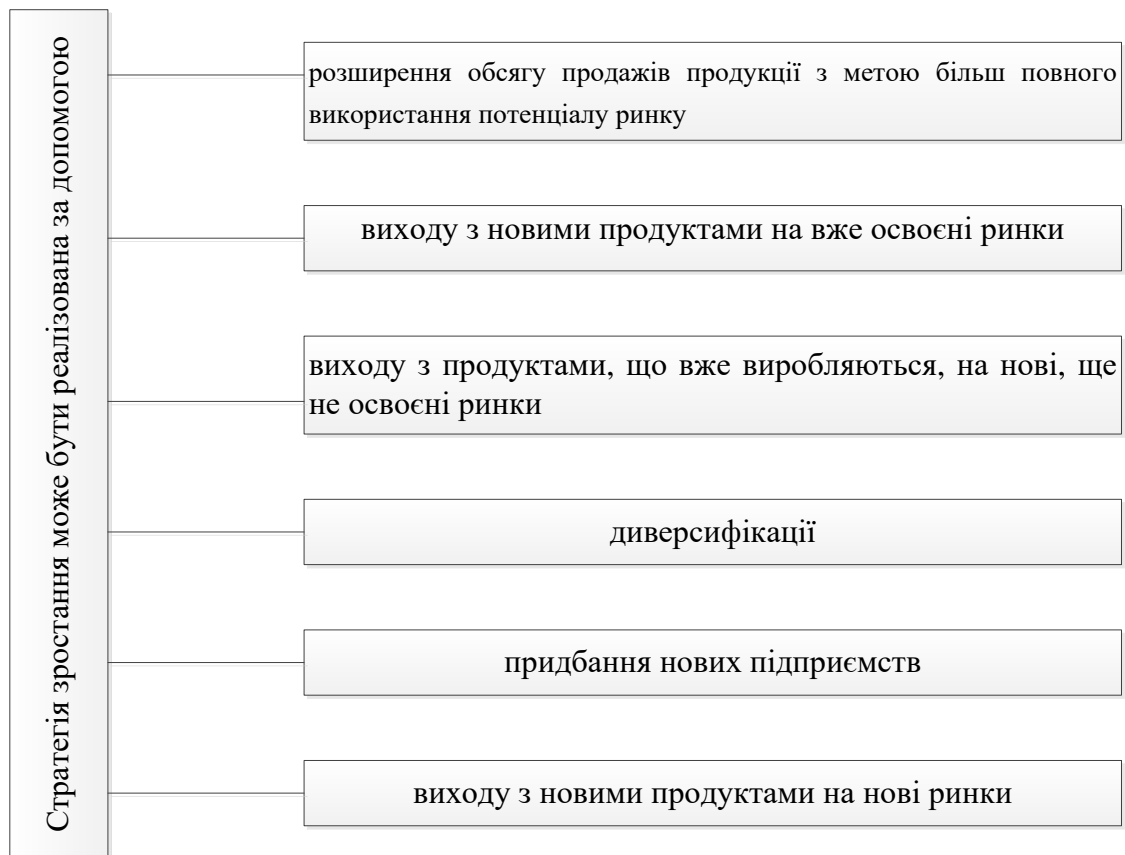 Стратегія зростання може бути реалізована за допомогою
розширення обсягу продажів продукції з метою більш повного
використання потенціалу ринку
виходу з новими продуктами на вже освоєні ринки
виходу з продуктами, що вже виробляються, на нові, ще
не освоєні ринки
диверсифікації
придбання нових підприємств
виходу з новими продуктами на нові ринки